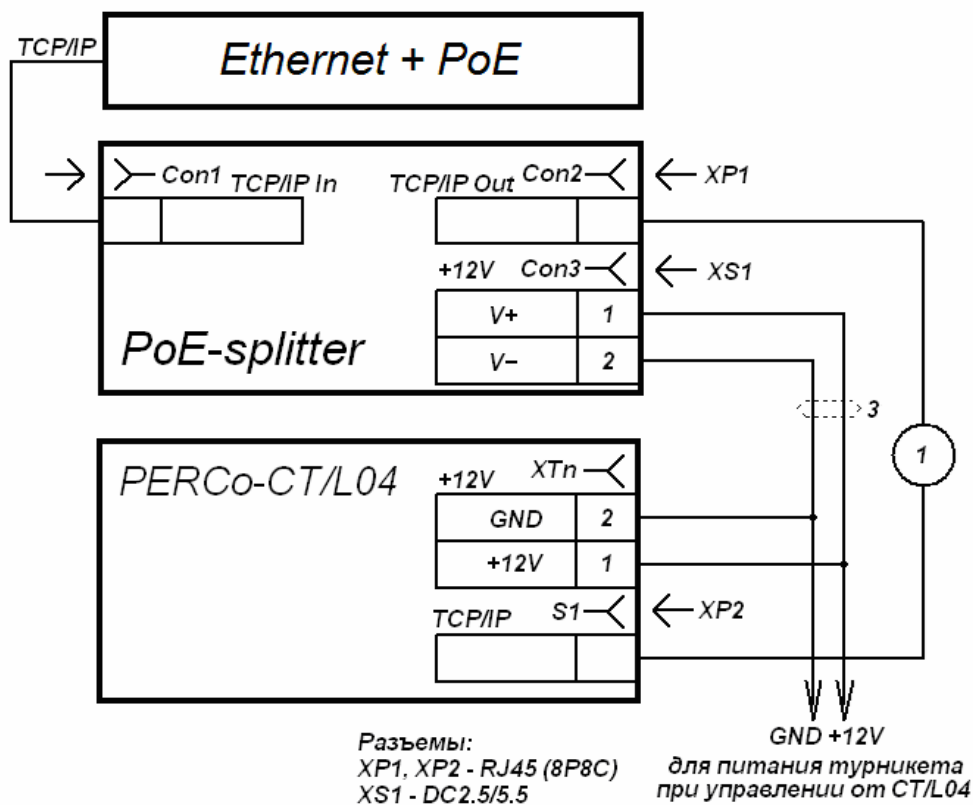 TCP/IP
Ethernet + PoE
Con1
TCP/IP In
TCP/IP Out
Con2
XP1
+12V
Con3
XS1
V+
1
V–
2
PoE-splitter
3
1
PERCo-CT/L04
+12V
XTn
GND
2
+12V
1
TCP/IP
S1
XP2
GND +12V
для питания турникета
при управлении от CT/L04
Разъемы:
XP1, XP2 - RJ45 (8P8C)
XS1 - DC2.5/5.5